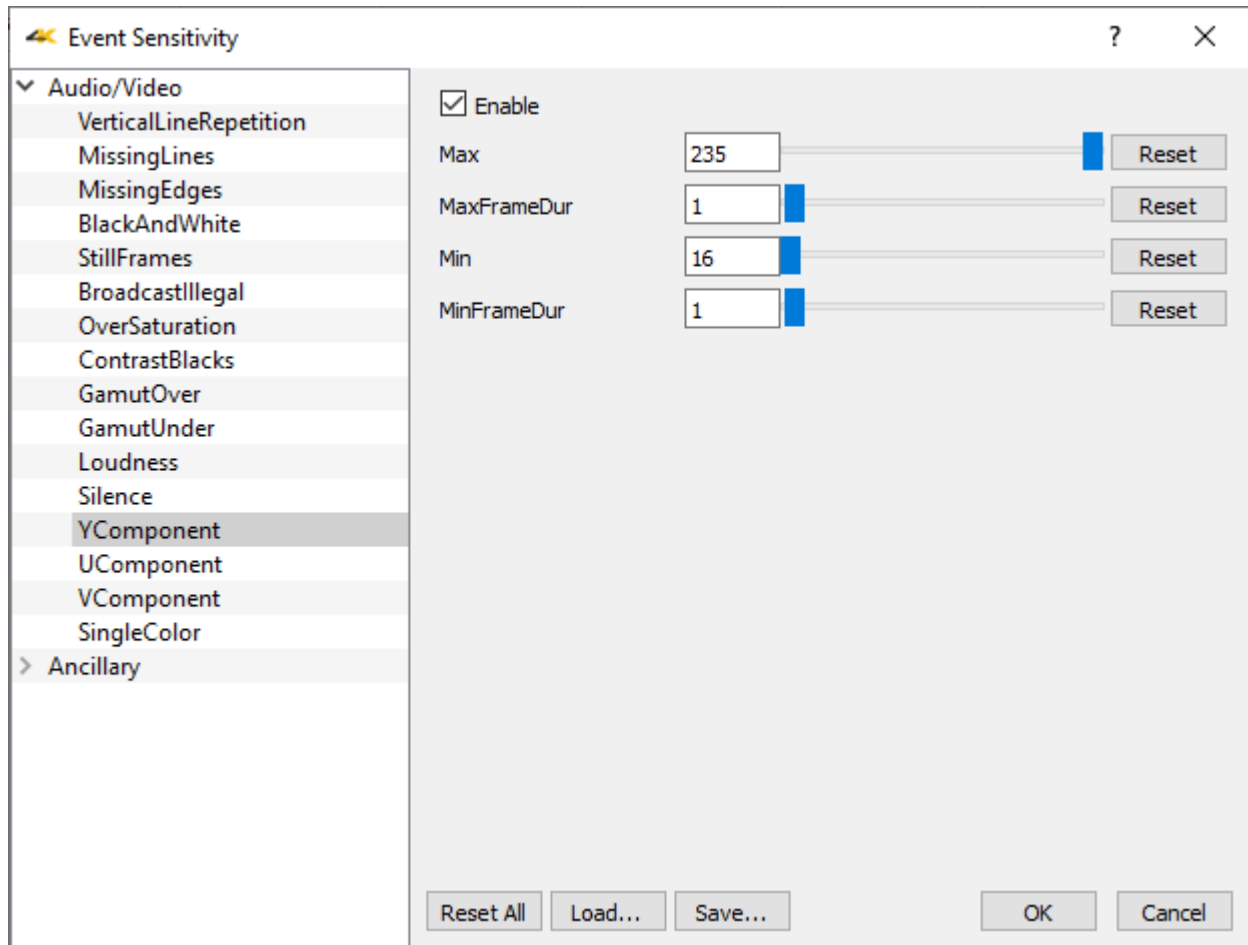 4K Event Sensitivity ?
Audio/Video
VerticalLineRepetition
MissingLines
MissingEdges
BlackAndWhite
StillFrames
BroadcastIllegal
OverSaturation
ContrastBlacks
GamutOver
GamutUnder
Loudness
Silence
YComponent
UComponent
VComponent
SingleColor
Ancillary
Enable
Max 235 Reset
MaxFrameDur 1 Reset
Min 16 Reset
MinFrameDur 1 Reset
Reset All Load... Save... OK Cancel